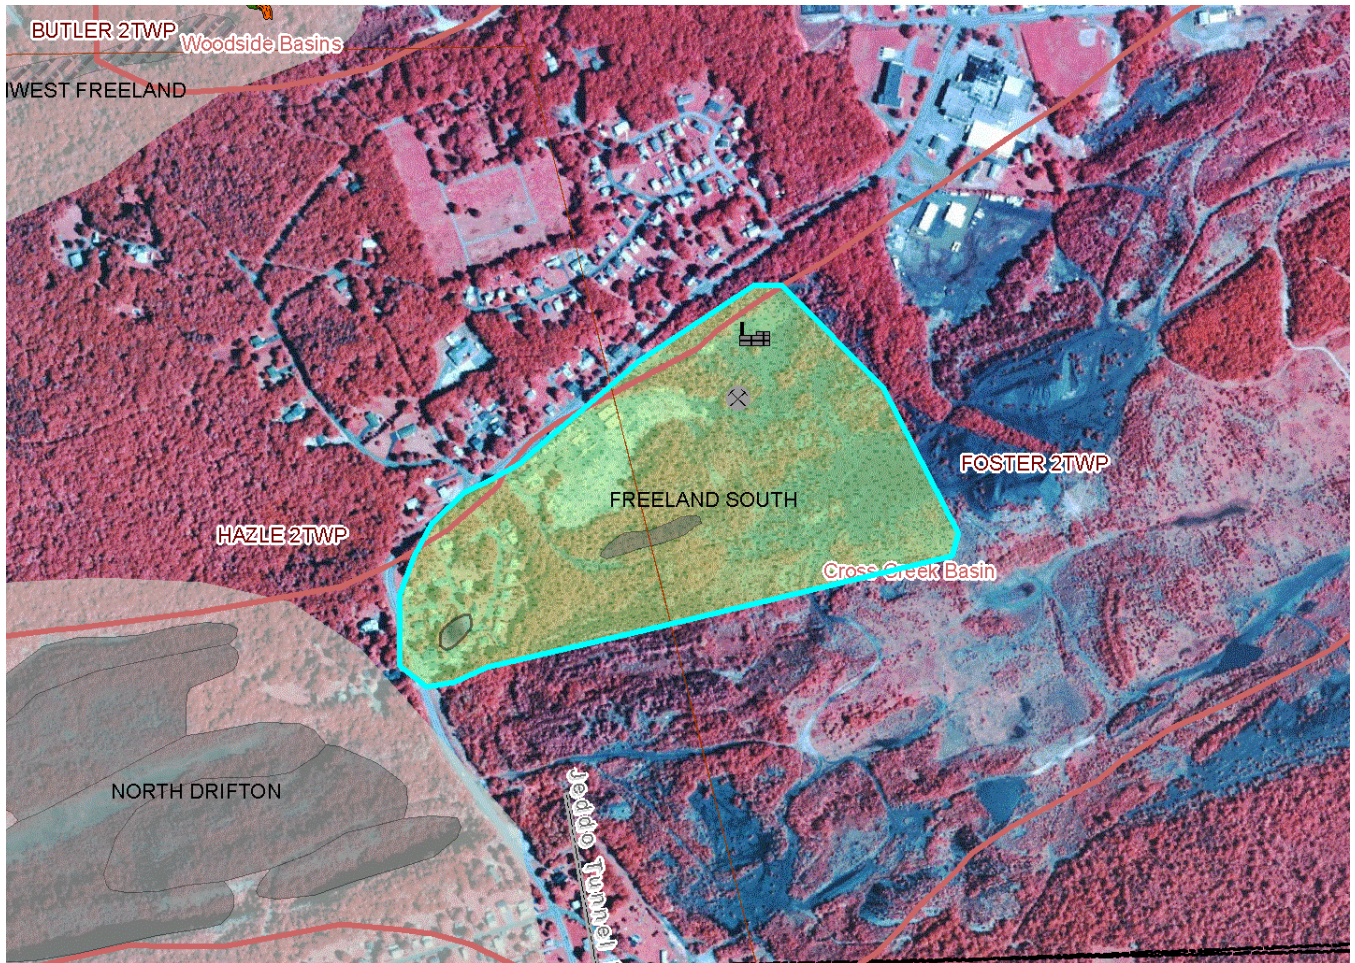 BUTLER 2TWP
Woodside Basins
WEST FREELAND
FREELAND SOUTH
FOSTER 2TWP
HAZLE 2TWP
Cross Creek Basin
NORTH DRIFTON
Jeddo Tunnel